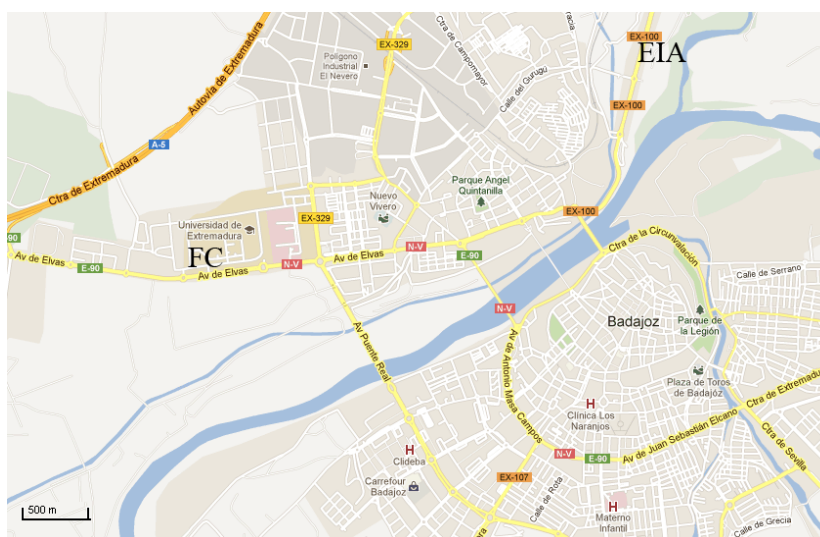 EX-100
EIA
EX-329
Ctra de Campomayor
Polígono
Industrial
El Nevero
Calle del Gurugu
Autovía de Extremadura
EX-100
A-5
Ctra de Extremadura
Parque Angel
Quintanilla
Nuevo
Vivero
EX-100
Universidad de
Extremadura
EX-329
Ctra de la Circunvalación
E-90
Av de Elvas
FC
N-V
Av de Elvas
N-V
E-90
E-90
Av de Elvas
Calle de Serrano
N-V
Badajoz
Parque de
la Legión
Av Puente Real
Av de Antonio Masa Campos
Plaza de Toros
de Badajóz
Ctra de Extremadura
Clínica Los
Naranjos
H
Av de Juan Sebastián Elcano
Ctra de Sevilla
H
Clideba
N-V
E-90
Carrefour
Badajoz
EX-107
Calle de Rota
H
Materno
Infantil
Calle de Grecia
500 m